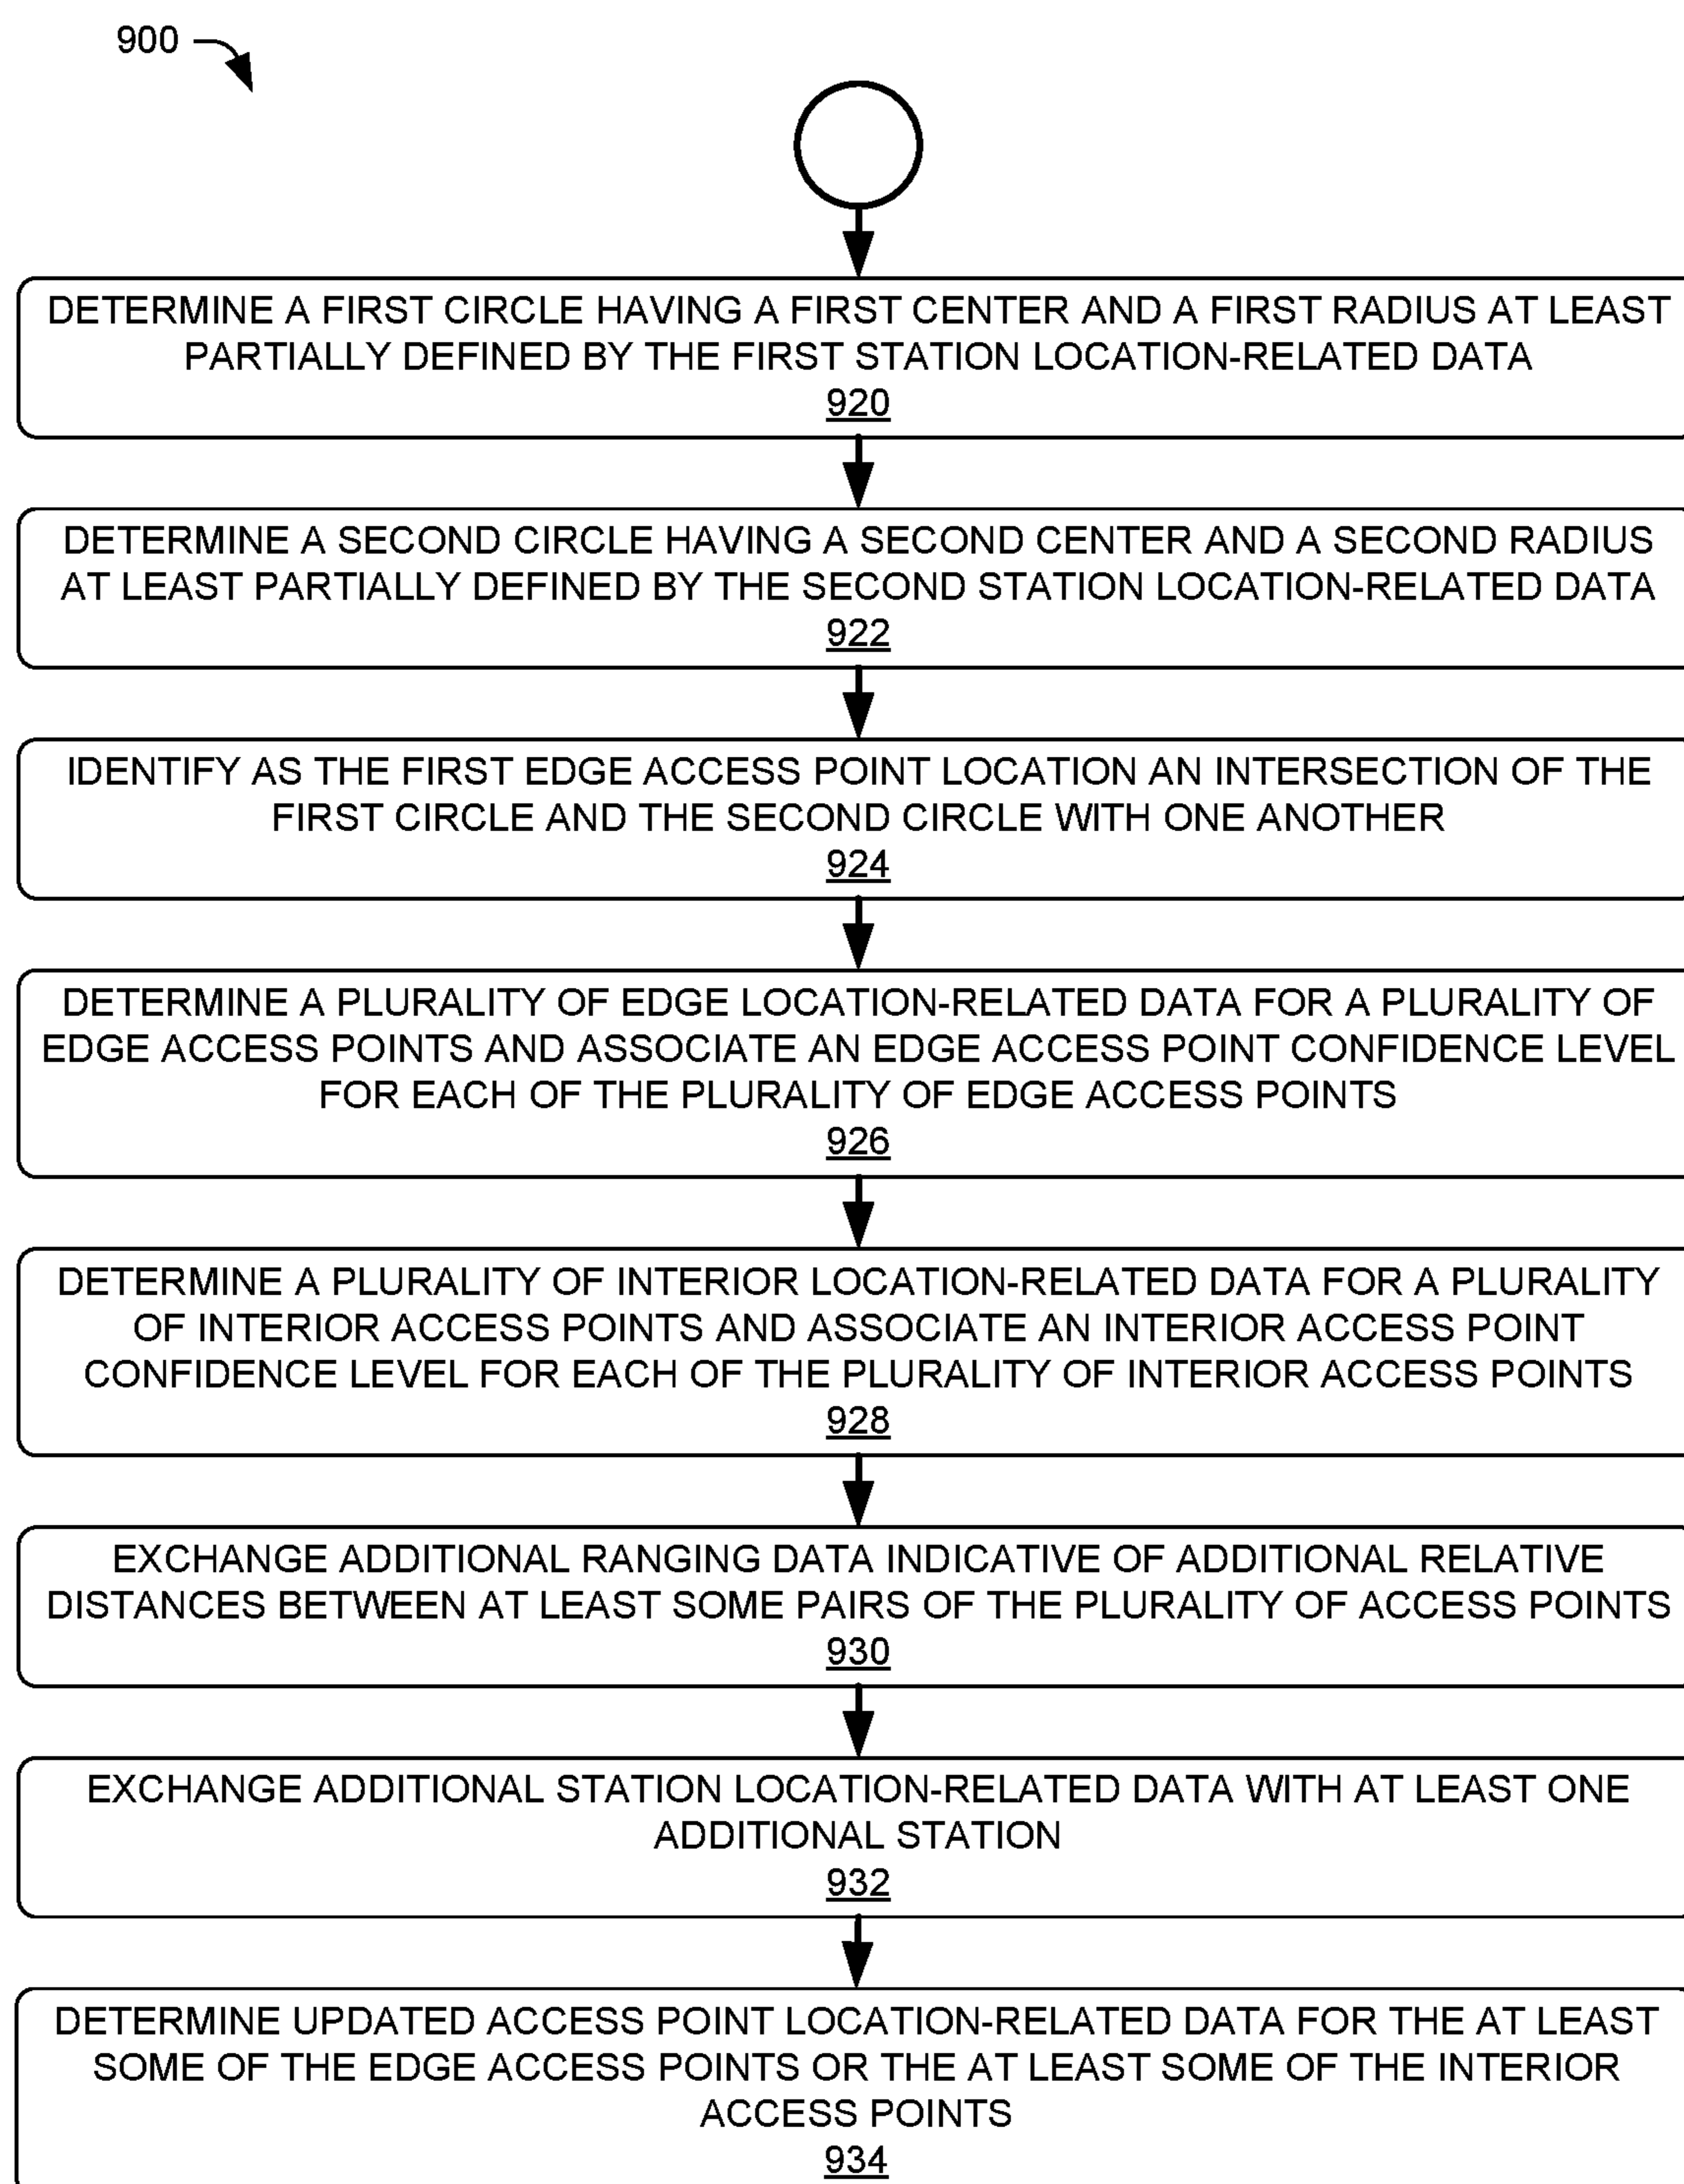 900
DETERMINE A FIRST CIRCLE HAVING A FIRST CENTER AND A FIRST RADIUS AT LEAST
PARTIALLY DEFINED BY THE FIRST STATION LOCATION-RELATED DATA
920
DETERMINE A SECOND CIRCLE HAVING A SECOND CENTER AND A SECOND RADIUS
AT LEAST PARTIALLY DEFINED BY THE SECOND STATION LOCATION-RELATED DATA
922
IDENTIFY AS THE FIRST EDGE ACCESS POINT LOCATION AN INTERSECTION OF THE
FIRST CIRCLE AND THE SECOND CIRCLE WITH ONE ANOTHER
924
DETERMINE A PLURALITY OF EDGE LOCATION-RELATED DATA FOR A PLURALITY OF
EDGE ACCESS POINTS AND ASSOCIATE AN EDGE ACCESS POINT CONFIDENCE LEVEL
FOR EACH OF THE PLURALITY OF EDGE ACCESS POINTS
926
DETERMINE A PLURALITY OF INTERIOR LOCATION-RELATED DATA FOR A PLURALITY
OF INTERIOR ACCESS POINTS AND ASSOCIATE AN INTERIOR ACCESS POINT
CONFIDENCE LEVEL FOR EACH OF THE PLURALITY OF INTERIOR ACCESS POINTS
928
EXCHANGE ADDITIONAL RANGING DATA INDICATIVE OF ADDITIONAL RELATIVE
DISTANCES BETWEEN AT LEAST SOME PAIRS OF THE PLURALITY OF ACCESS POINTS
930
EXCHANGE ADDITIONAL STATION LOCATION-RELATED DATA WITH AT LEAST ONE
ADDITIONAL STATION
932
DETERMINE UPDATED ACCESS POINT LOCATION-RELATED DATA FOR THE AT LEAST
SOME OF THE EDGE ACCESS POINTS OR THE AT LEAST SOME OF THE INTERIOR
ACCESS POINTS
934